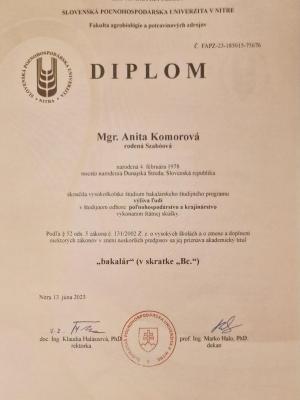 SLOVENSKÁ POĽNOHOSPODÁRSKA UNIVERZITA V NITRE
Fakulta agrobiológie a potravinových zdrojov
Č. FAPZ-23-183915-75676
DIPLOM
Mgr. Anita Komorová
rodená Szabóová
narodená 4. februára 1978
miesto narodenia Dunajská Streda, Slovenská republika
skončila vysokoškolské štúdium bakalárskeho študijného programu
výživa ľudí
v študijnom odbore poľnohospodárstvo a krajinárstvo
vykonaním štátnej skúšky.
Podľa § 52 ods. 5 zákona č. 131/2002 Z. z. o vysokých školách a o zmene a doplnení
niektorých zákonov v znení neskorších predpisov sa jej priznáva akademický titul
„bakalár“ (v skratke „Bc.“)
Nitra 13. júna 2023
doc. Ing. Klaudia Halászová, PhD.
rektorka
prof. Ing. Marko Halo, PhD.
dekan